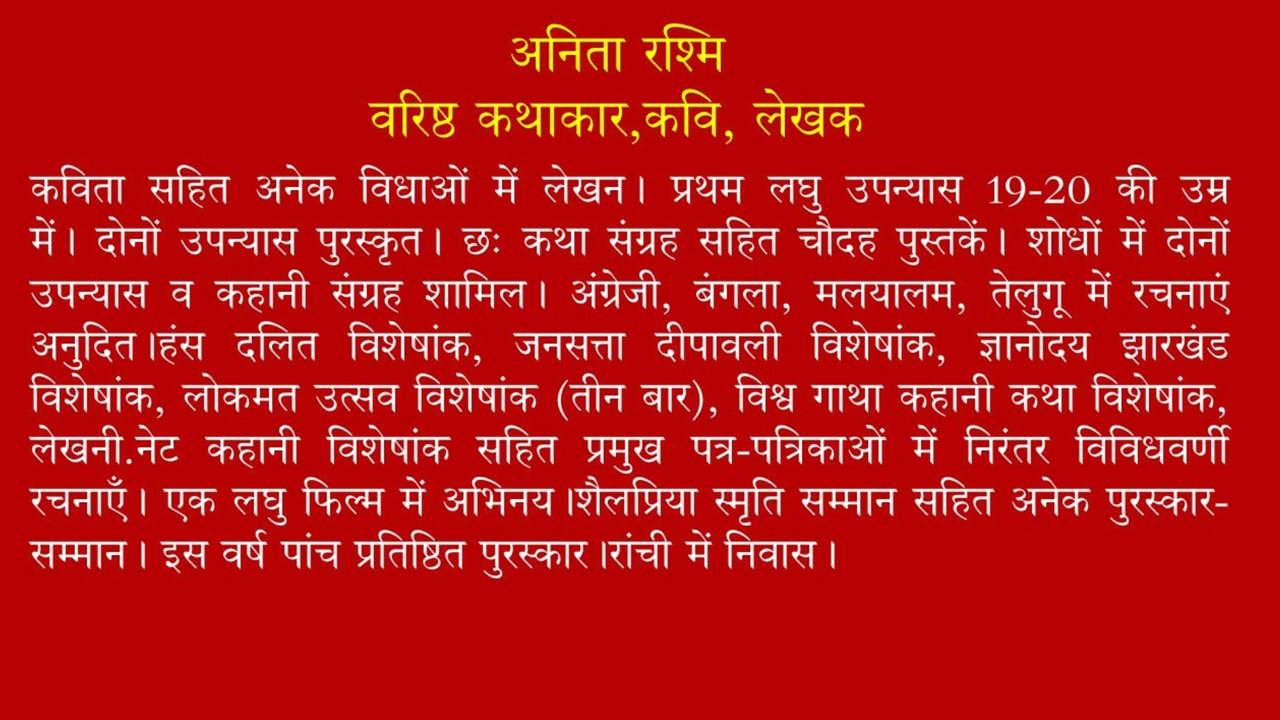 अनिता रश्मि
वरिष्ठ कथाकार,कवि, लेखक
कविता सहित अनेक विधाओं में लेखन। प्रथम लघु उपन्यास 19-20 की उम्र
में। दोनों उपन्यास पुरस्कृत। छः कथा संग्रह सहित चौदह पुस्तकें। शोधों में दोनों
उपन्यास व कहानी संग्रह शामिल। अंग्रेजी, बंगला, मलयालम, तेलुगू में रचनाएं
अनुदित।हंस दलित विशेषांक, जनसत्ता दीपावली विशेषांक, ज्ञानोदय झारखंड
विशेषांक, लोकमत उत्सव विशेषांक (तीन बार), विश्व गाथा कहानी कथा विशेषांक,
लेखनी.नेट कहानी विशेषांक सहित प्रमुख पत्र-पत्रिकाओं में निरंतर विविधवर्णी
रचनाएँ। एक लघु फिल्म में अभिनय।शैलप्रिया स्मृति सम्मान सहित अनेक पुरस्कार-
सम्मान। इस वर्ष पांच प्रतिष्ठित पुरस्कार।रांची में निवास।